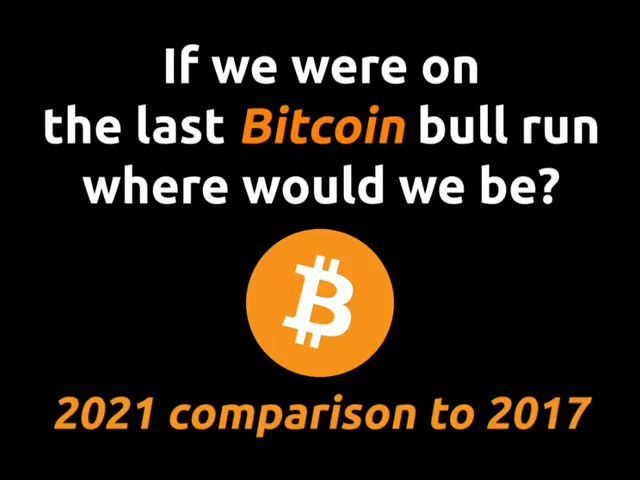 If we were on
the last Bitcoin bull run
where would we be?
2021 comparison to 2017